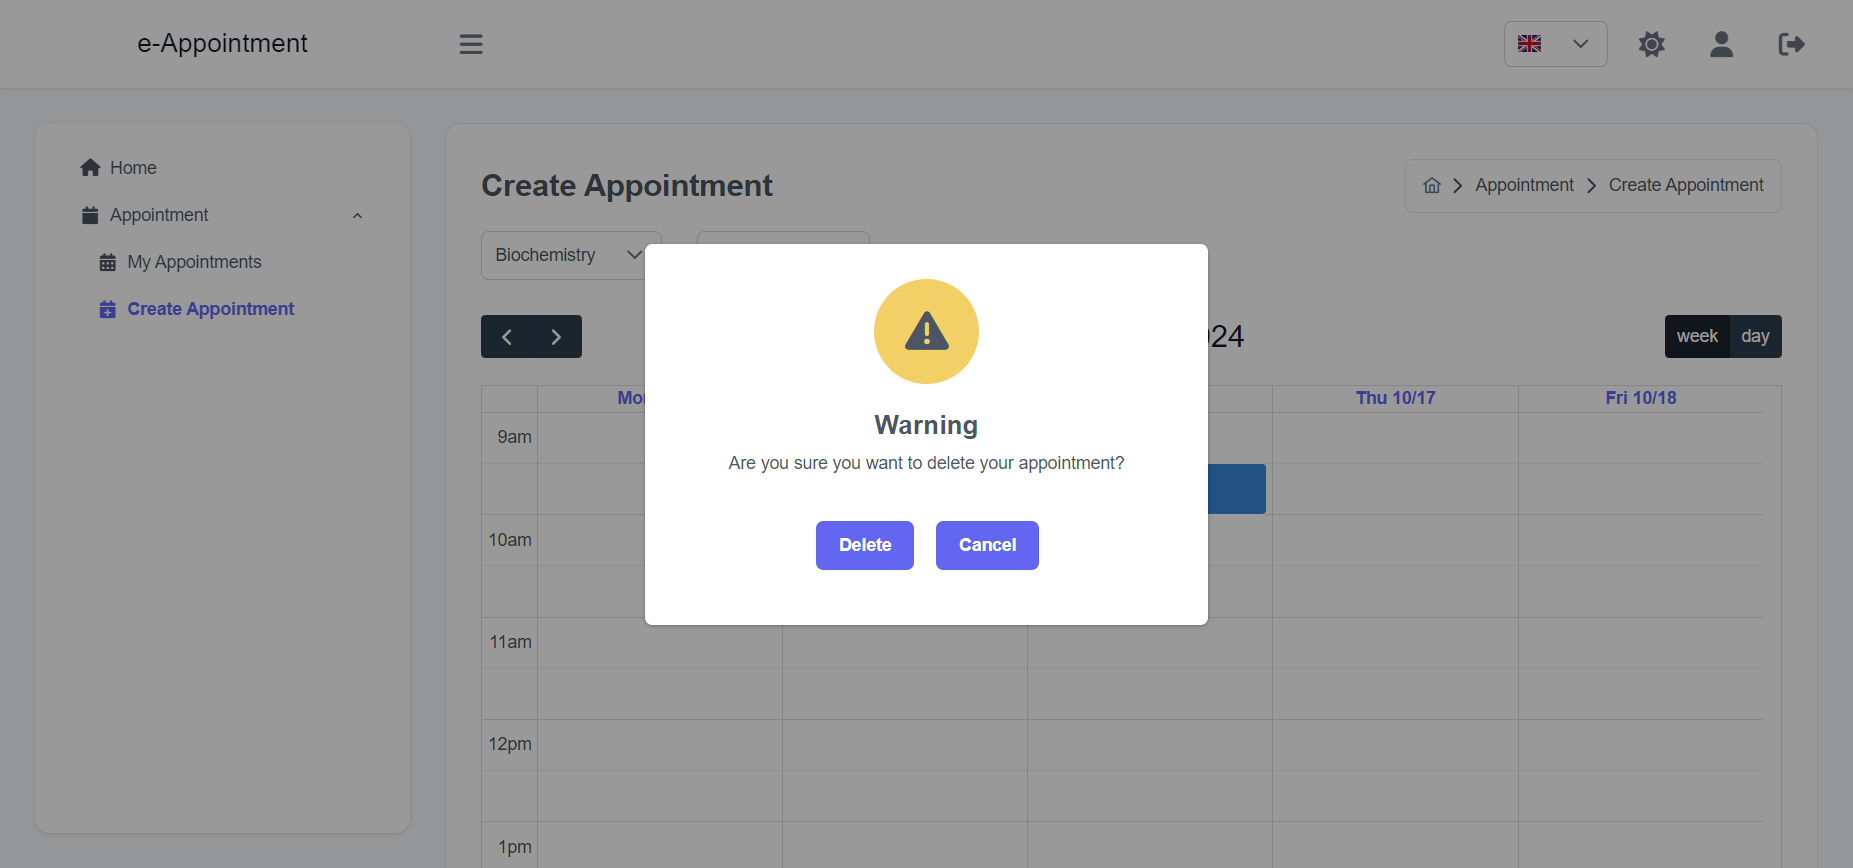 e-Appointment
Home
Appointment
My Appointments
Create Appointment
Create Appointment
Appointment
Create Appointment
Biochemistry
week
day
Thu 10/17
Fri 10/18
9am
10am
11am
12pm
1pm
Warning
Are you sure you want to delete your appointment?
Delete
Cancel